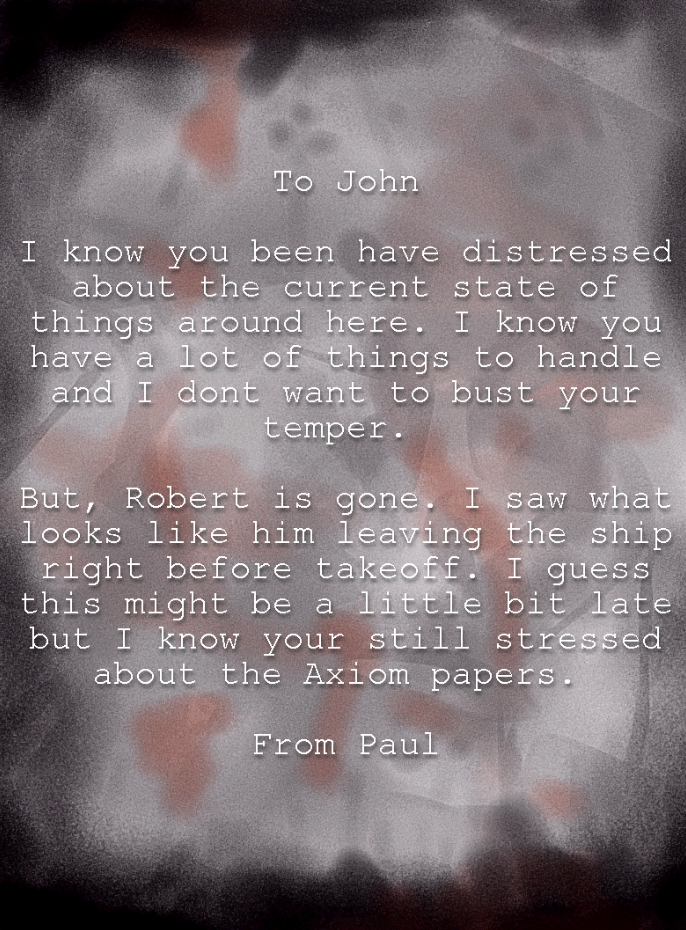 To John
I know you been have distressed
about the current state of
things around here. I know you
have a lot of things to handle
and I dont want to bust your
temper.
But, Robert is gone. I saw what
looks like him leaving the ship
right before takeoff. I guess
this might be a little bit late
but I know your still stressed
about the Axiom papers.
From Paul